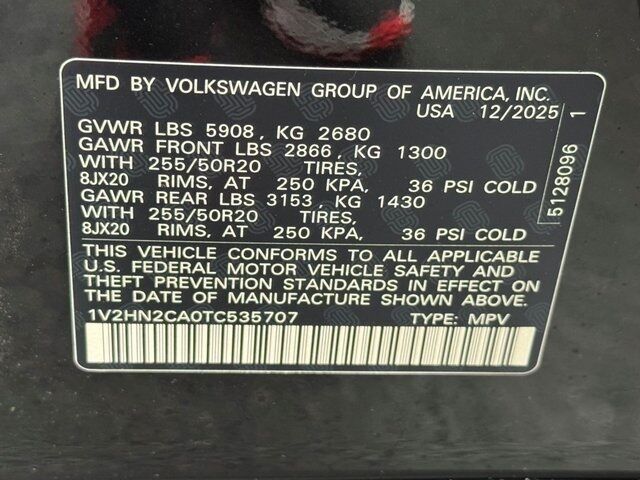 MFD BY VOLKSWAGEN GROUP OF AMERICA, INC.
USA 12/2025
GVWR LBS 5908, KG 2680
GAWR FRONT LBS 2866, KG 1300
WITH 255/50R20 TIRES,
8JX20 RIMS, AT 250 KPA, 36 PSI COLD
GAWR REAR LBS 3153, KG 1430
WITH 255/50R20 TIRES,
8JX20 RIMS, AT 250 KPA, 36 PSI COLD
THIS VEHICLE CONFORMS TO ALL APPLICABLE
U.S. FEDERAL MOTOR VEHICLE SAFETY AND
THEFT PREVENTION STANDARDS IN EFFECT ON
THE DATE OF MANUFACTURE SHOWN ABOVE
1V2HN2CA0TC535707 TYPE: MPV
5128096 1